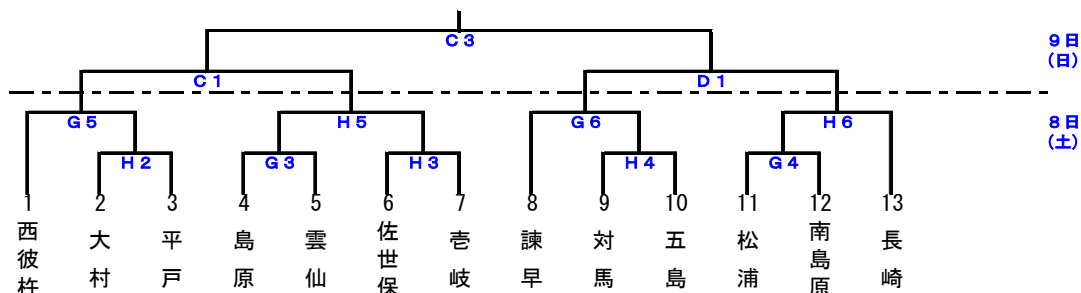 C3
9日
(日)
C1
D1
G5
H5
G6
H6
8日
(土)
H2
G3
H3
H4
G4
1 2 3 4 5 6 7 8 9 10 11 12 13
西彼杵
大村
平戸
島原
雲仙
佐世保
壱岐
諫早
対馬
五島
松浦
南島原
長崎